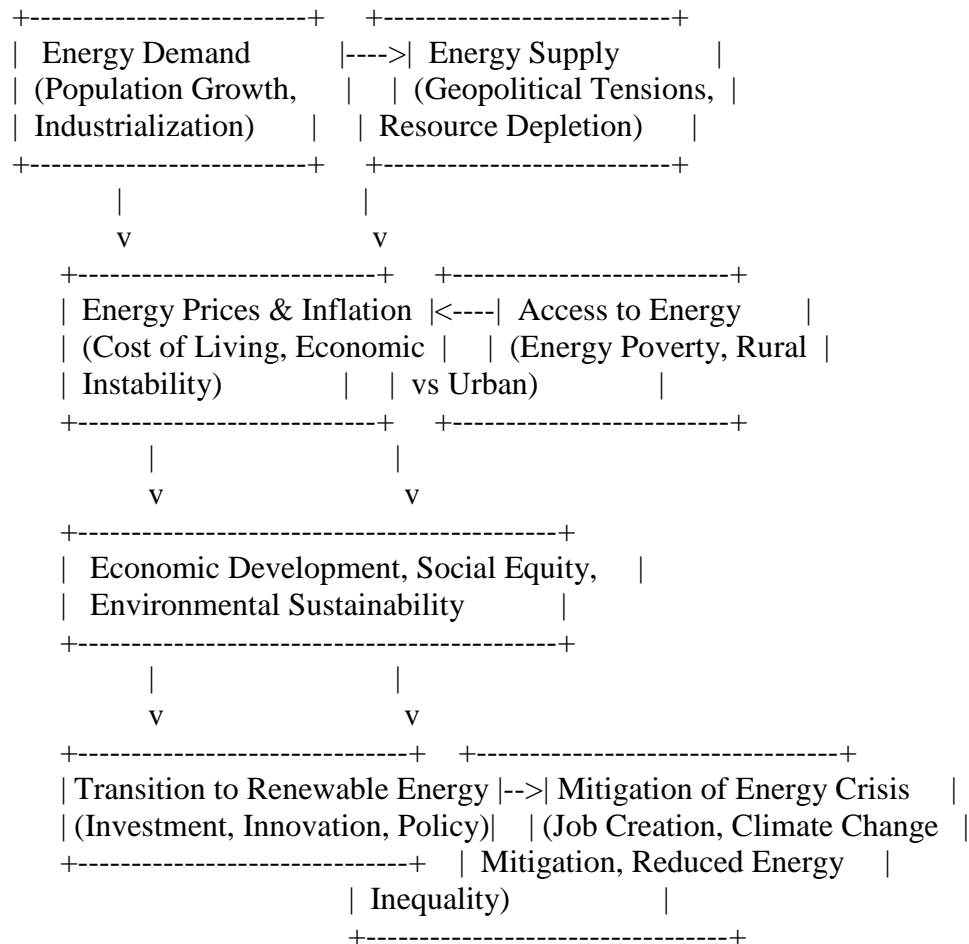 +--------------------------+ +---------------------------+
| Energy Demand |---->| Energy Supply |
| (Population Growth, | | (Geopolitical Tensions, |
| Industrialization) | | Resource Depletion) |
+--------------------------+ +---------------------------+
| |
v v
+----------------------------+ +--------------------------+
| Energy Prices & Inflation |<----| Access to Energy |
| (Cost of Living, Economic | | (Energy Poverty, Rural |
| Instability) | | vs Urban) |
+----------------------------+ +--------------------------+
| |
v v
+---------------------------------------------+
| Economic Development, Social Equity, |
| Environmental Sustainability |
+---------------------------------------------+
| |
v v
+-------------------------------+ +----------------------------------+
| Transition to Renewable Energy |-->| Mitigation of Energy Crisis |
| (Investment, Innovation, Policy)| | (Job Creation, Climate Change |
+-------------------------------+ | Mitigation, Reduced Energy |
| Inequality) |
+----------------------------------+